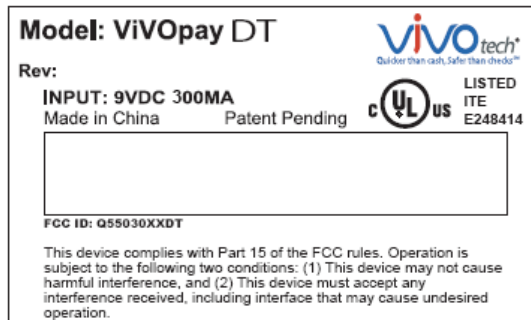 Model: ViVOpay DT
ViVOtech
Quicker than cash, Safer than checks℠
Rev:
INPUT: 9VDC 300MA
Made in China Patent Pending
C UL US
LISTED
ITE
E248414
FCC ID: Q55030XXDT
This device complies with Part 15 of the FCC rules. Operation is
subject to the following two conditions: (1) This device may not cause
harmful interference, and (2) This device must accept any
interference received, including interface that may cause undesired
operation.